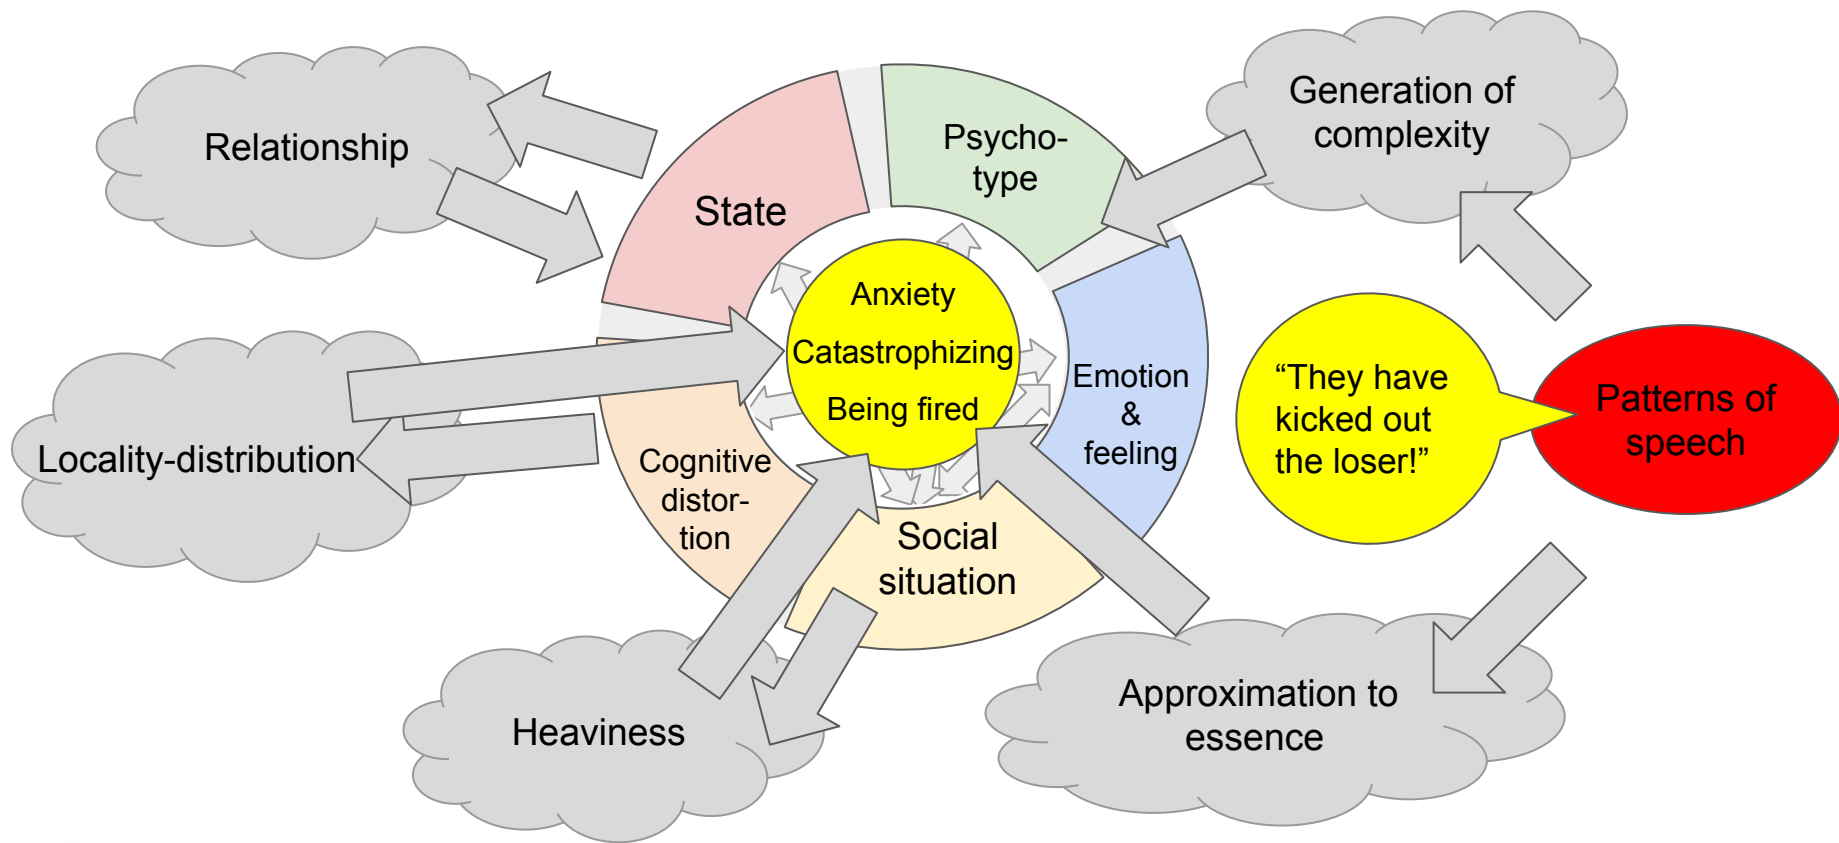 Relationship
State
Psycho-
type
Generation of
complexity
Anxiety
Catastrophizing
Being fired
Emotion
&
feeling
“They have
kicked out
the loser!”
Patterns of
speech
Locality-distribution
Cognitive
distor-
tion
Social
situation
Heaviness
Approximation to
essence